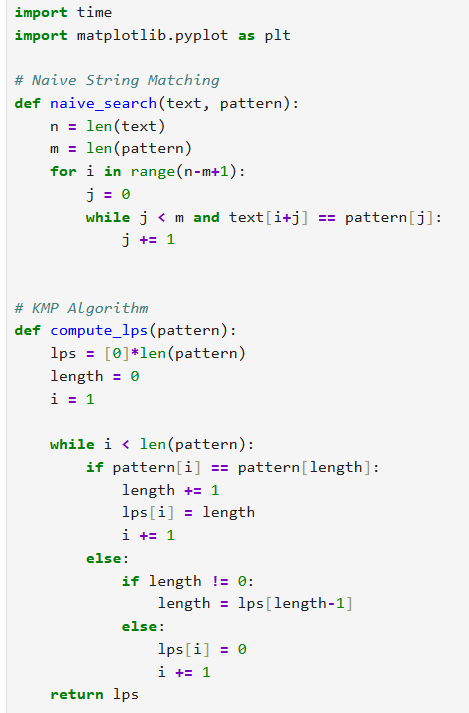 import time
import matplotlib.pyplot as plt

# Naive String Matching
def naive_search(text, pattern):
    n = len(text)
    m = len(pattern)
    for i in range(n-m+1):
        j = 0
        while j < m and text[i+j] == pattern[j]:
            j += 1


# KMP Algorithm
def compute_lps(pattern):
    lps = [0]*len(pattern)
    length = 0
    i = 1

    while i < len(pattern):
        if pattern[i] == pattern[length]:
            length += 1
            lps[i] = length
            i += 1
        else:
            if length != 0:
                length = lps[length-1]
            else:
                lps[i] = 0
                i += 1
    return lps